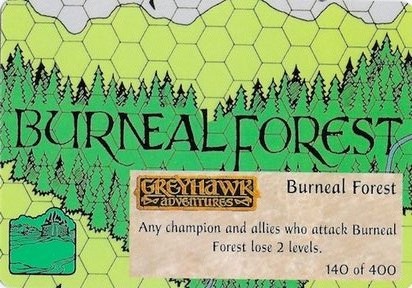 BURNEAL FOREST
GREYHAWK
ADVENTURES
Burneal Forest
Any champion and allies who attack Burneal
Forest lose 2 levels.
140 of 400